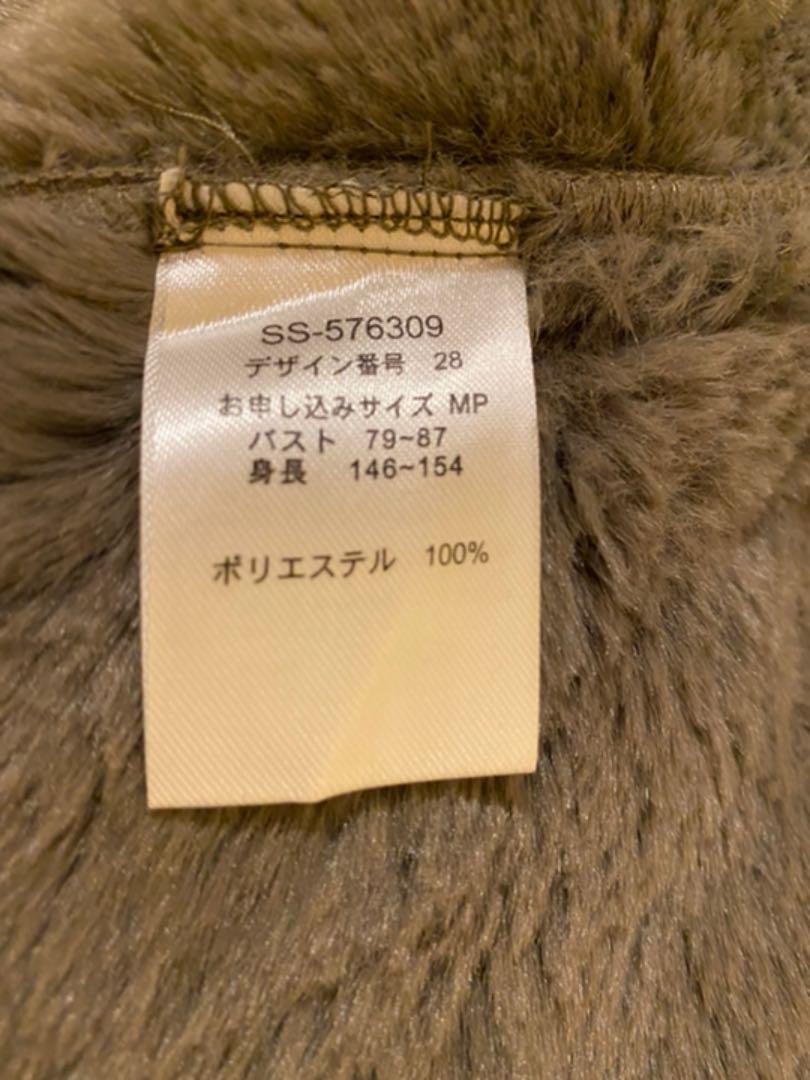 SS-576309
デザイン番号 28
お申し込みサイズ MP
バスト 79~87
身長 146~154
ポリエステル 100%